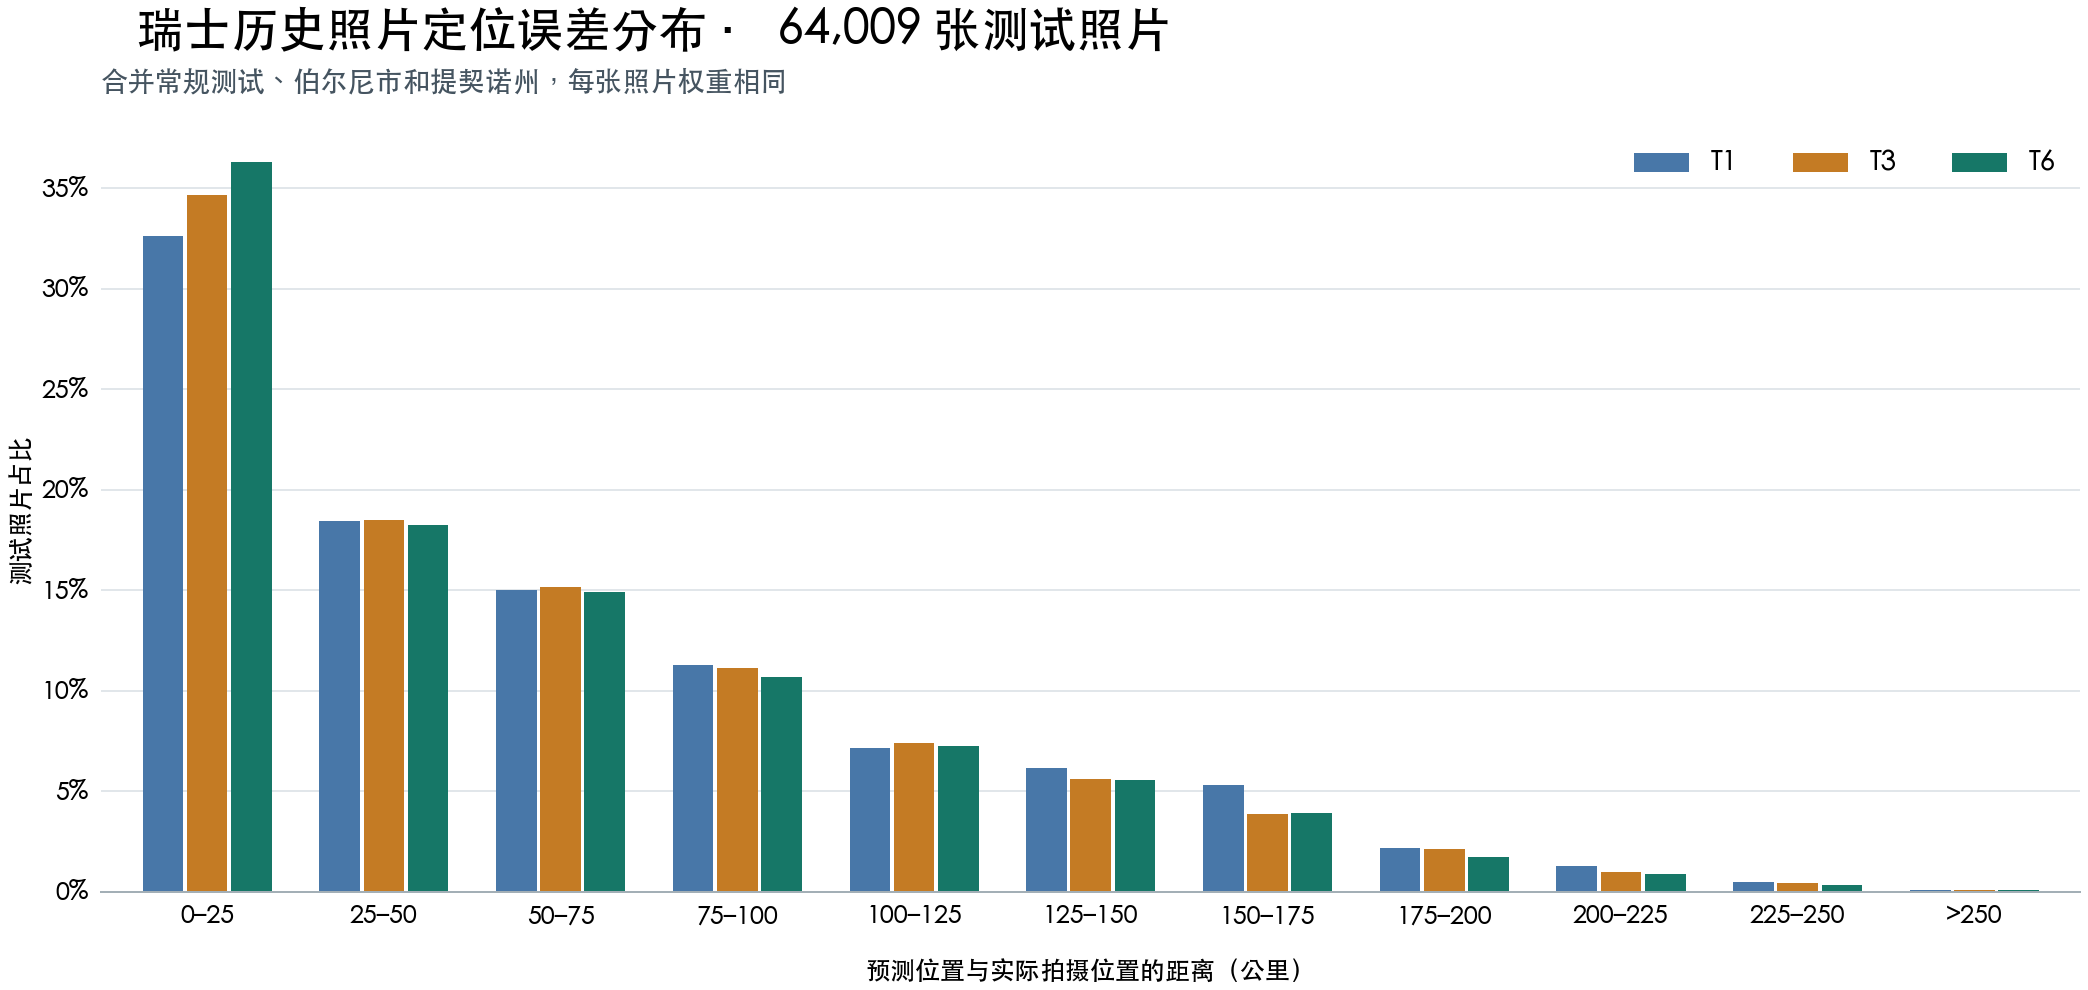 瑞士历史照片定位误差分布 · 64,009 张测试照片
合并常规测试、伯尔尼市和提契诺州，每张照片权重相同
T1 T3 T6
测试照片占比
35%
30%
25%
20%
15%
10%
5%
0%
0–25 25–50 50–75 75–100 100–125 125–150 150–175 175–200 200–225 225–250 >250
预测位置与实际拍摄位置的距离（公里）